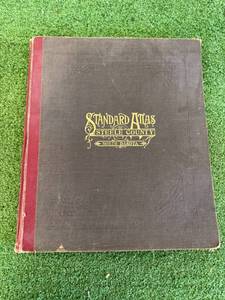 STANDARD ATLAS
STEELE COUNTY
NORTH DAKOTA